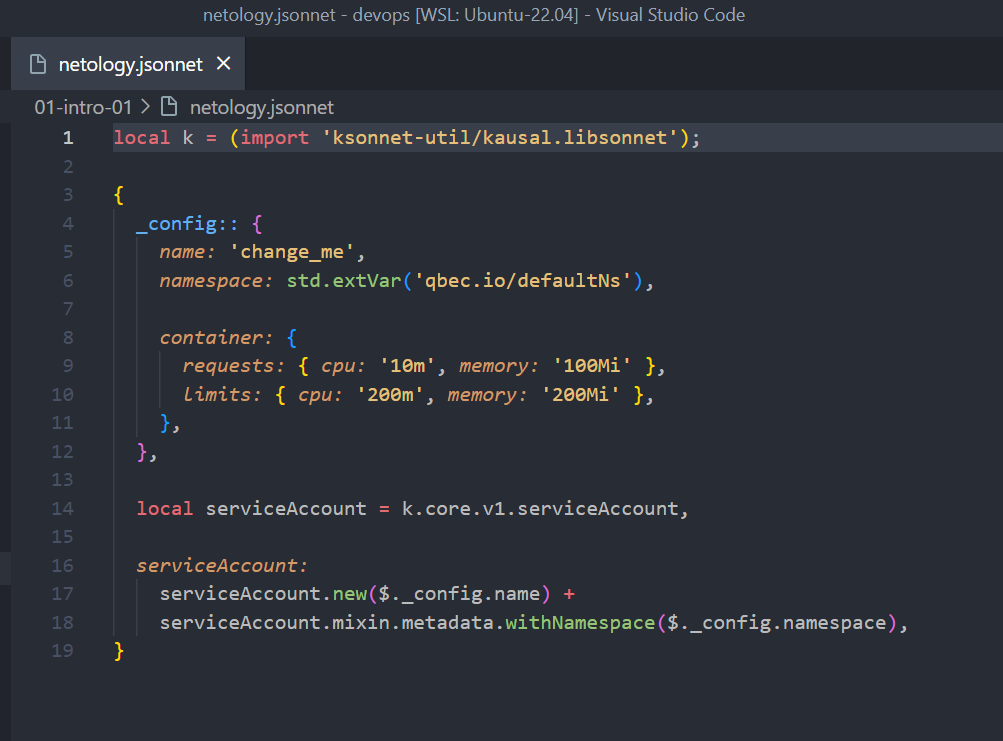 netology.jsonnet - devops [WSL: Ubuntu-22.04] - Visual Studio Code
netology.jsonnet ×
01-intro-01 > netology.jsonnet
1 local k = (import 'ksonnet-util/kausal.libsonnet');
2
3 {
4   _config:: {
5     name: 'change_me',
6     namespace: std.extVar('qbec.io/defaultNs'),
7
8     container: {
9       requests: { cpu: '10m', memory: '100Mi' },
10       limits: { cpu: '200m', memory: '200Mi' },
11     },
12   },
13
14   local serviceAccount = k.core.v1.serviceAccount,
15
16   serviceAccount:
17     serviceAccount.new($._config.name) +
18     serviceAccount.mixin.metadata.withNamespace($._config.namespace),
19 }